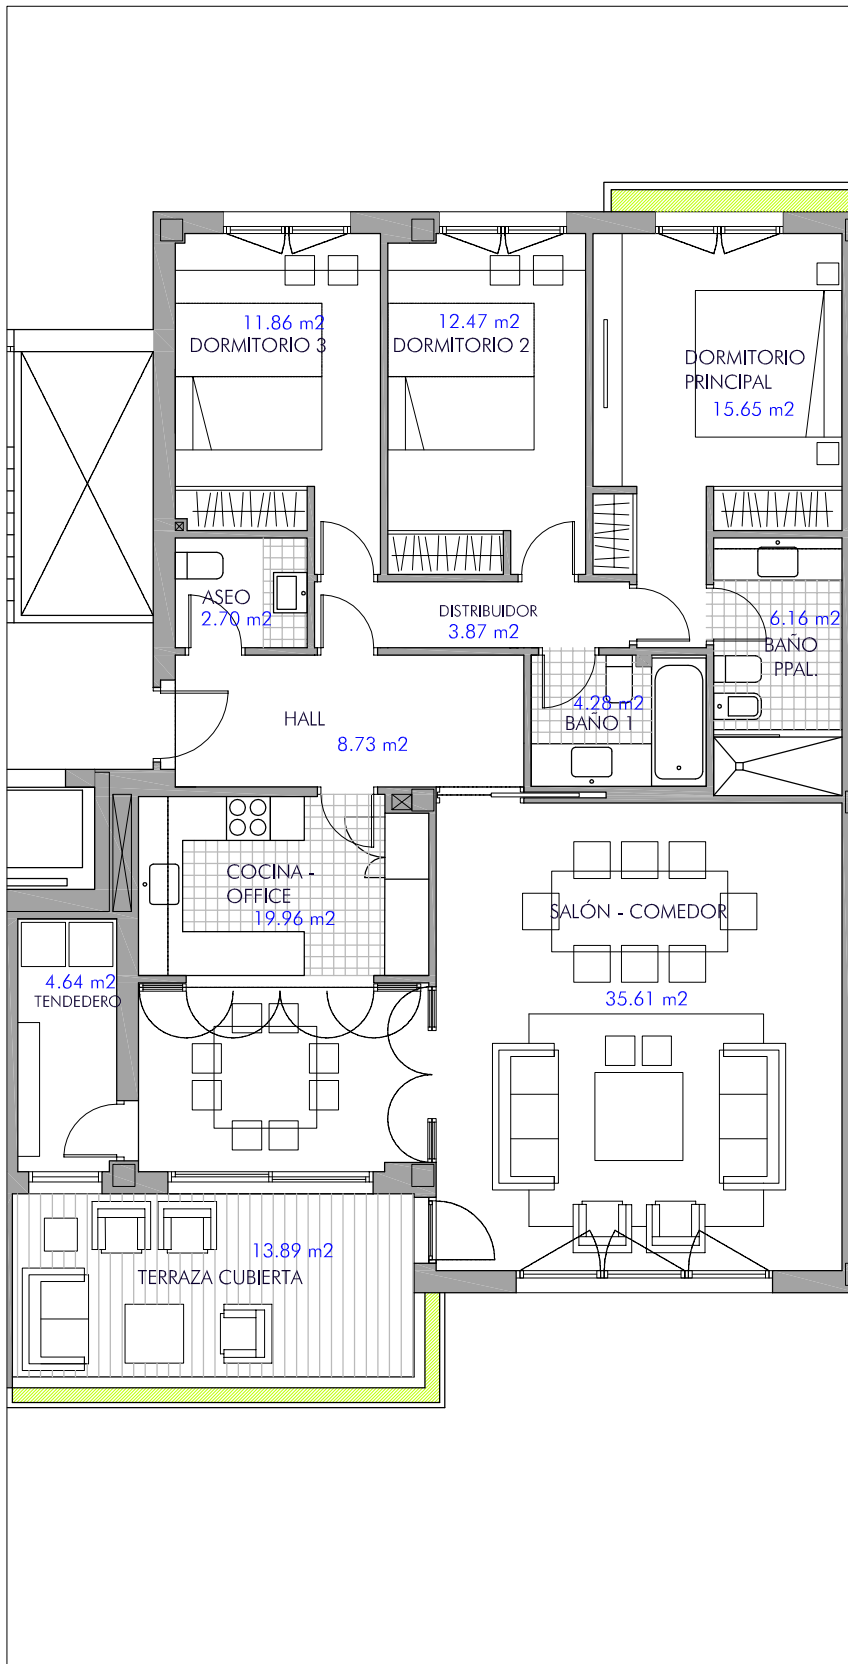 11.86 m2
DORMITORIO 3
12.47 m2
DORMITORIO 2
DORMITORIO
PRINCIPAL
15.65 m2
ASEO
2.70 m2
DISTRIBUIDOR
3.87 m2
6.16 m2
BAÑO
PPAL.
4.28 m2
BAÑO 1
HALL
8.73 m2
COCINA -
OFFICE
19.96 m2
SALÓN - COMEDOR
35.61 m2
4.64 m2
TENDEDERO
13.89 m2
TERRAZA CUBIERTA